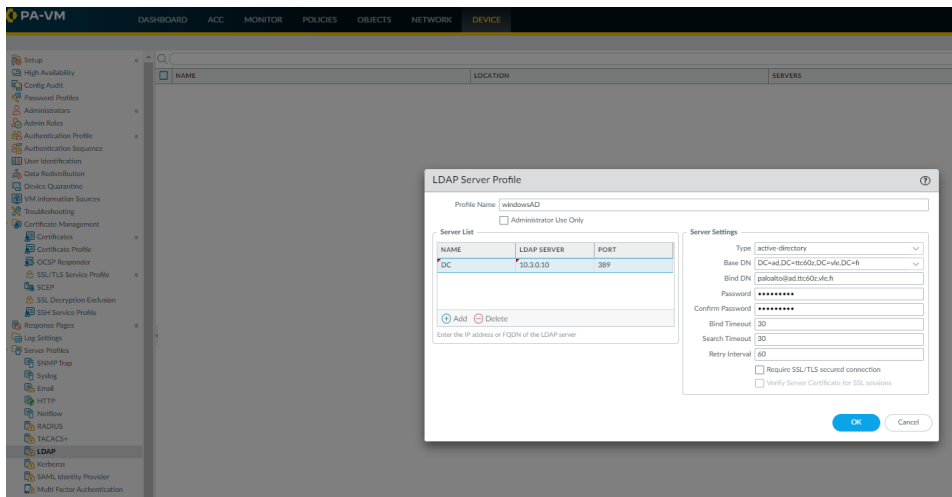 PA-VM
DASHBOARD ACC MONITOR POLICIES OBJECTS NETWORK DEVICE
Setup
High Availability
Config Audit
Password Profiles
Administrators
Admin Roles
Authentication Profile
Authentication Sequence
User Identification
Data Redistribution
Device Quarantine
VM Information Sources
Troubleshooting
Certificate Management
Certificates
Certificate Profile
OCSP Responder
SSL/TLS Service Profile
SCEP
SSL Decryption Exclusion
SSH Service Profile
Response Pages
Log Settings
Server Profiles
SNMP Trap
Syslog
Email
HTTP
Netflow
RADIUS
TACACS+
LDAP
Kerberos
SAML Identity Provider
Multi Factor Authentication
NAME LOCATION SERVERS
LDAP Server Profile
Profile Name windowsAD
Administrator Use Only
Server List
NAME LDAP SERVER PORT
DC 10.3.0.10 389
Add Delete
Enter the IP address or FQDN of the LDAP server
Server Settings
Type active-directory
Base DN DC=ad,DC=ttc60z,DC=vle,DC=fi
Bind DN paloalto@ad.ttc60z.vle.fi
Password •••••••••
Confirm Password •••••••••
Bind Timeout 30
Search Timeout 30
Retry Interval 60
Require SSL/TLS secured connection
Verify Server Certificate for SSL sessions
OK Cancel